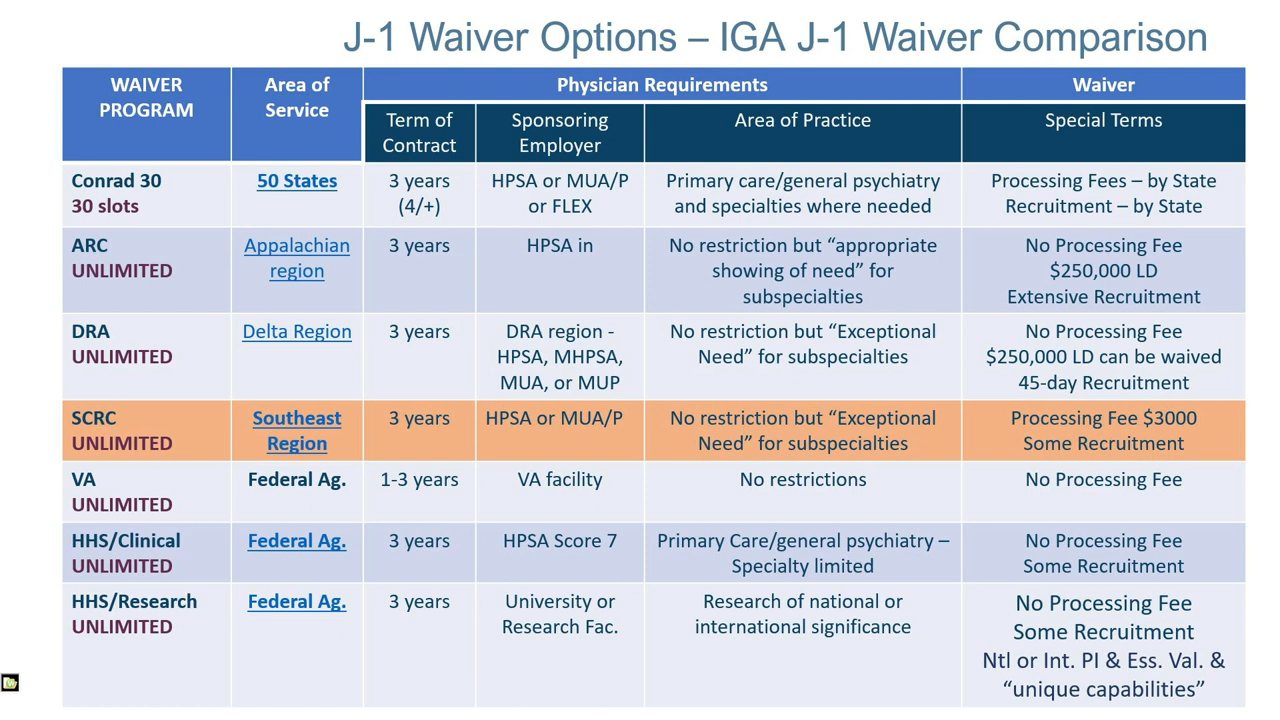 J-1 Waiver Options – IGA J-1 Waiver Comparison
WAIVER
PROGRAM
Area of
Service
Physician Requirements
Waiver
Term of
Contract
Sponsoring
Employer
Area of Practice
Special Terms
Conrad 30
30 slots
50 States
3 years
(4/+)
HPSA or MUA/P
or FLEX
Primary care/general psychiatry
and specialties where needed
Processing Fees – by State
Recruitment – by State
ARC
UNLIMITED
Appalachian
region
3 years
HPSA in
No restriction but “appropriate
showing of need” for
subspecialties
No Processing Fee
$250,000 LD
Extensive Recruitment
DRA
UNLIMITED
Delta Region
3 years
DRA region -
HPSA, MHPSA,
MUA, or MUP
No restriction but “Exceptional
Need” for subspecialties
No Processing Fee
$250,000 LD can be waived
45-day Recruitment
SCRC
UNLIMITED
Southeast
Region
3 years
HPSA or MUA/P
No restriction but “Exceptional
Need” for subspecialties
Processing Fee $3000
Some Recruitment
VA
UNLIMITED
Federal Ag.
1-3 years
VA facility
No restrictions
No Processing Fee
HHS/Clinical
UNLIMITED
Federal Ag.
3 years
HPSA Score 7
Primary Care/general psychiatry –
Specialty limited
No Processing Fee
Some Recruitment
HHS/Research
UNLIMITED
Federal Ag.
3 years
University or
Research Fac.
Research of national or
international significance
No Processing Fee
Some Recruitment
Ntl or Int. PI & Ess. Val. &
“unique capabilities”